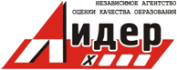 НЕЗАВИСИМОЕ АГЕНТСТВО
ОЦЕНКИ КАЧЕСТВА ОБРАЗОВАНИЯ
Лидер
х